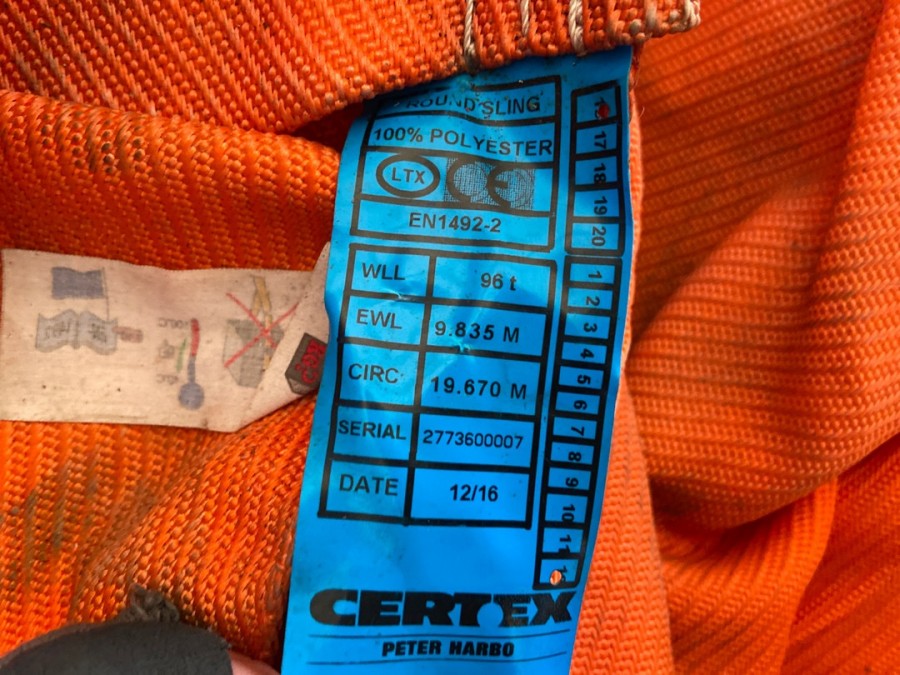 ROUND SLING
100% POLYESTER
LTX CE
EN1492-2
WLL 96 t
EWL 9.835 M
CIRC 19.670 M
SERIAL 2773600007
DATE 12/16
17
18
19
20
1
2
3
4
5
6
7
8
9
10
11
CERTEX
PETER HARBO